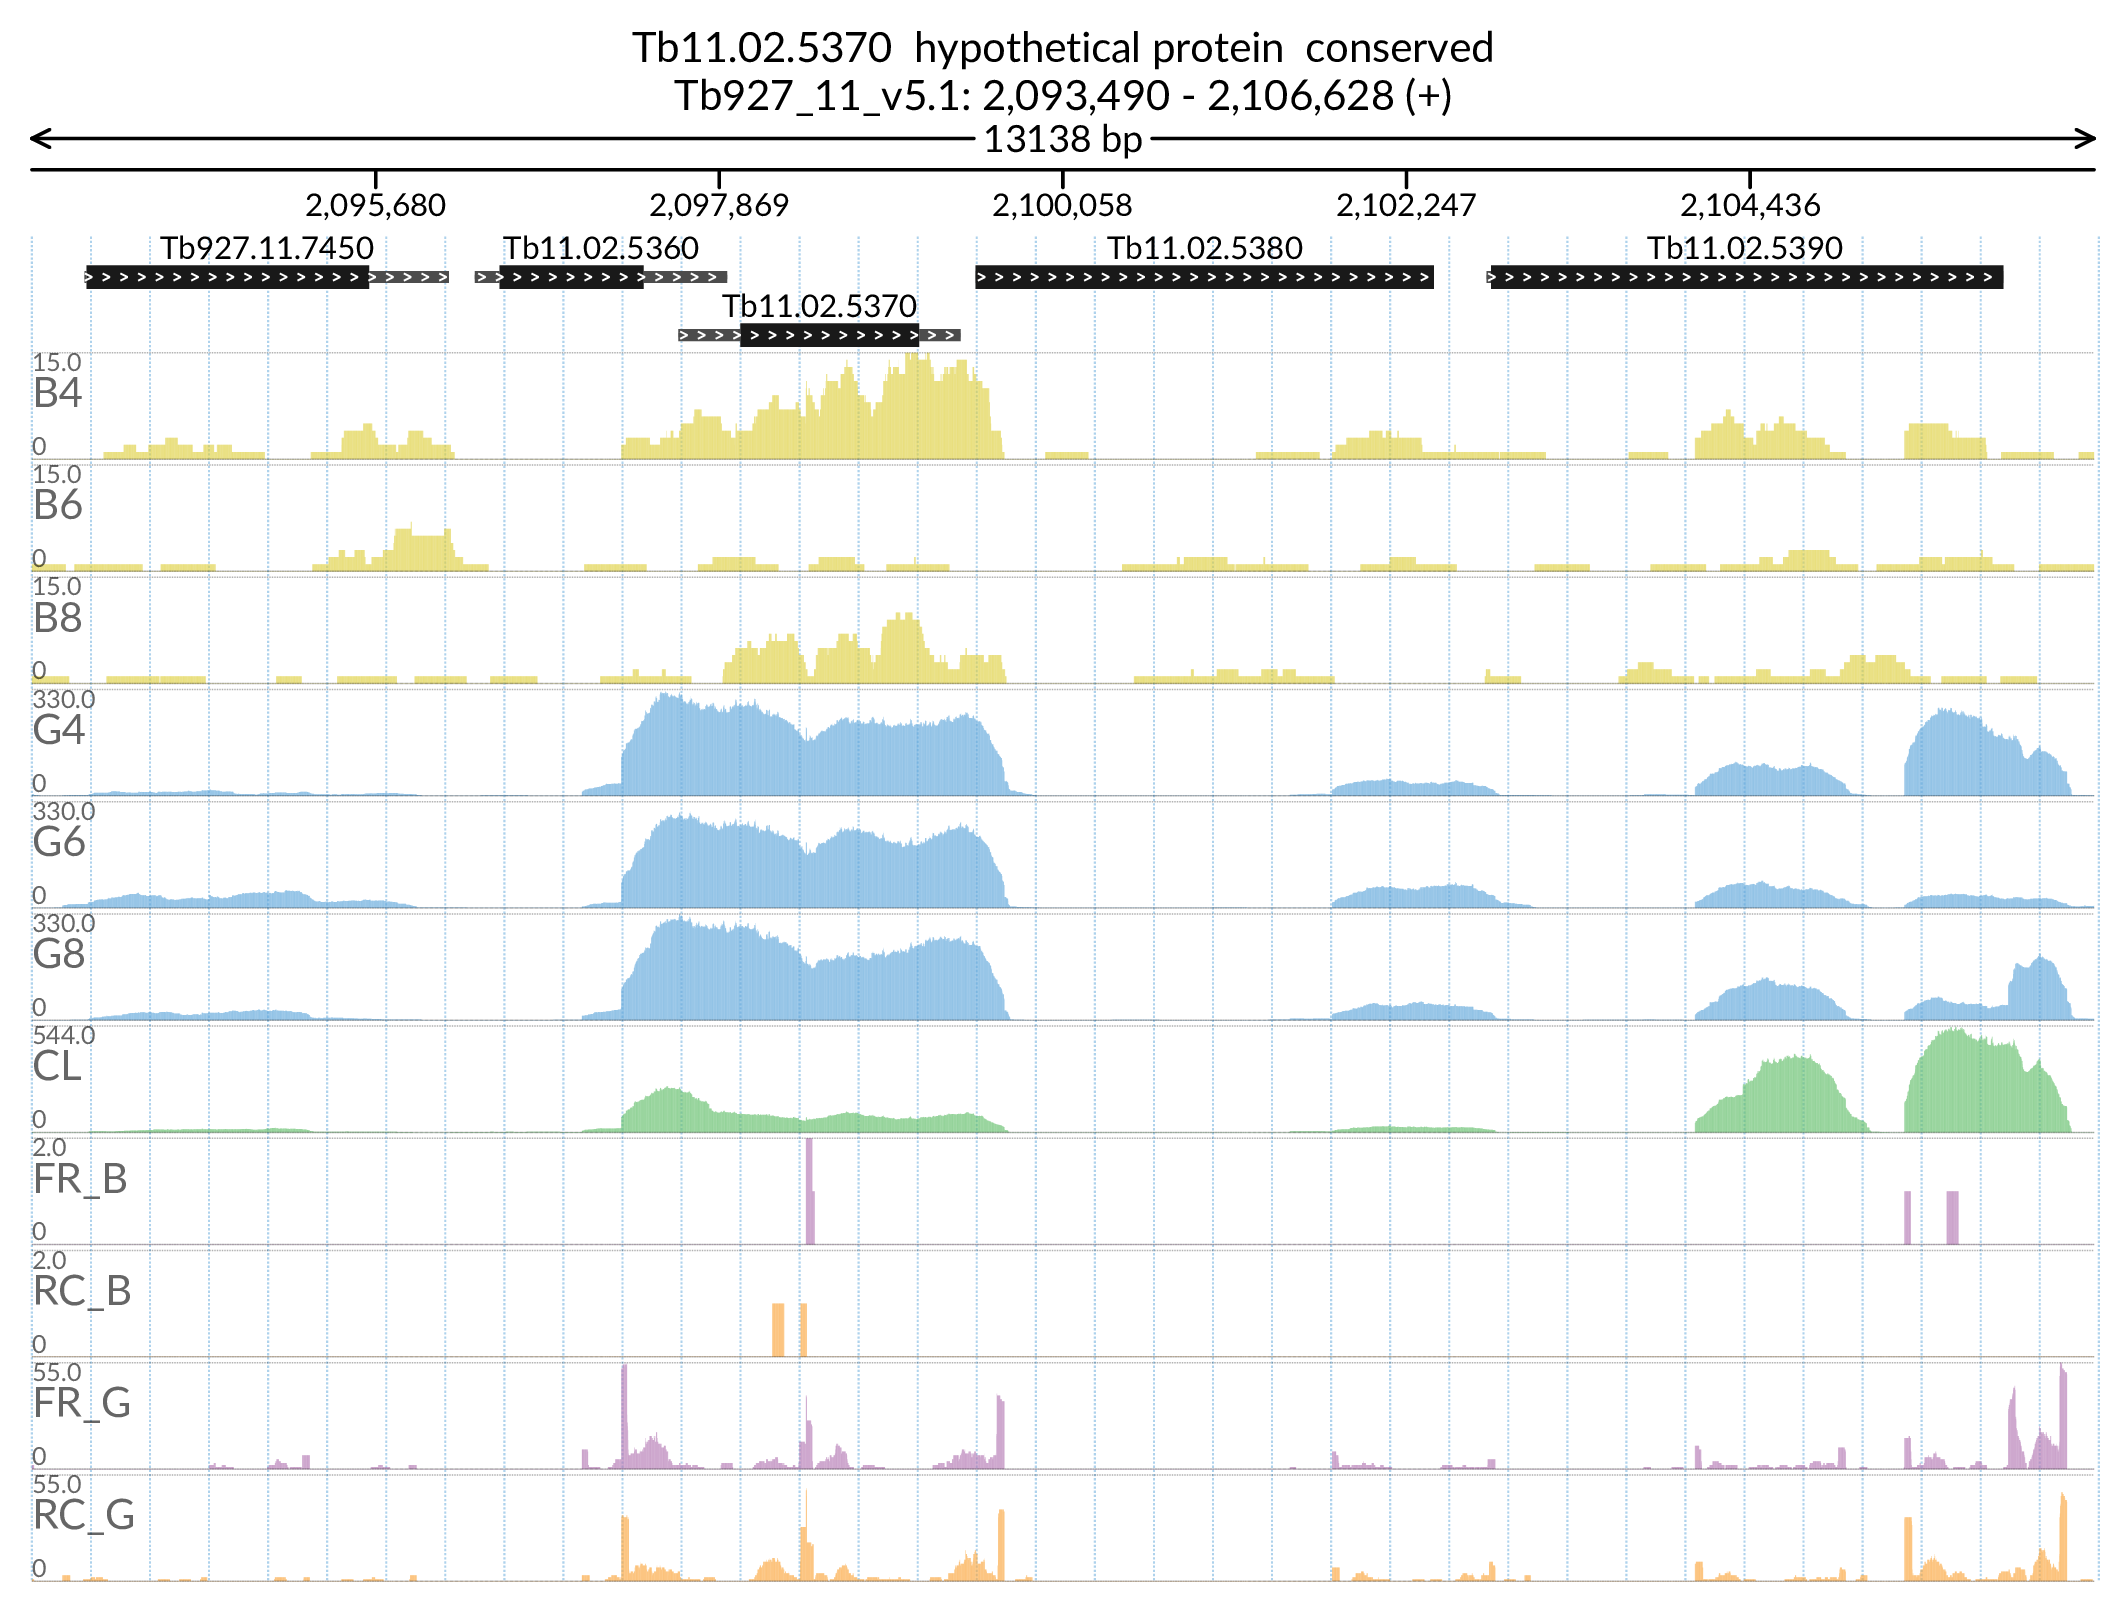 Tb11.02.5370  hypothetical protein  conserved
Tb927_11_v5.1: 2,093,490 - 2,106,628 (+)
13138 bp
2,095,680 2,097,869 2,100,058 2,102,247 2,104,436
Tb927.11.7450 Tb11.02.5360 Tb11.02.5380 Tb11.02.5390
Tb11.02.5370
15.0
B4
0
15.0
B6
0
15.0
B8
0
330.0
G4
0
330.0
G6
0
330.0
G8
0
544.0
CL
0
2.0
FR_B
0
2.0
RC_B
0
55.0
FR_G
0
55.0
RC_G
0